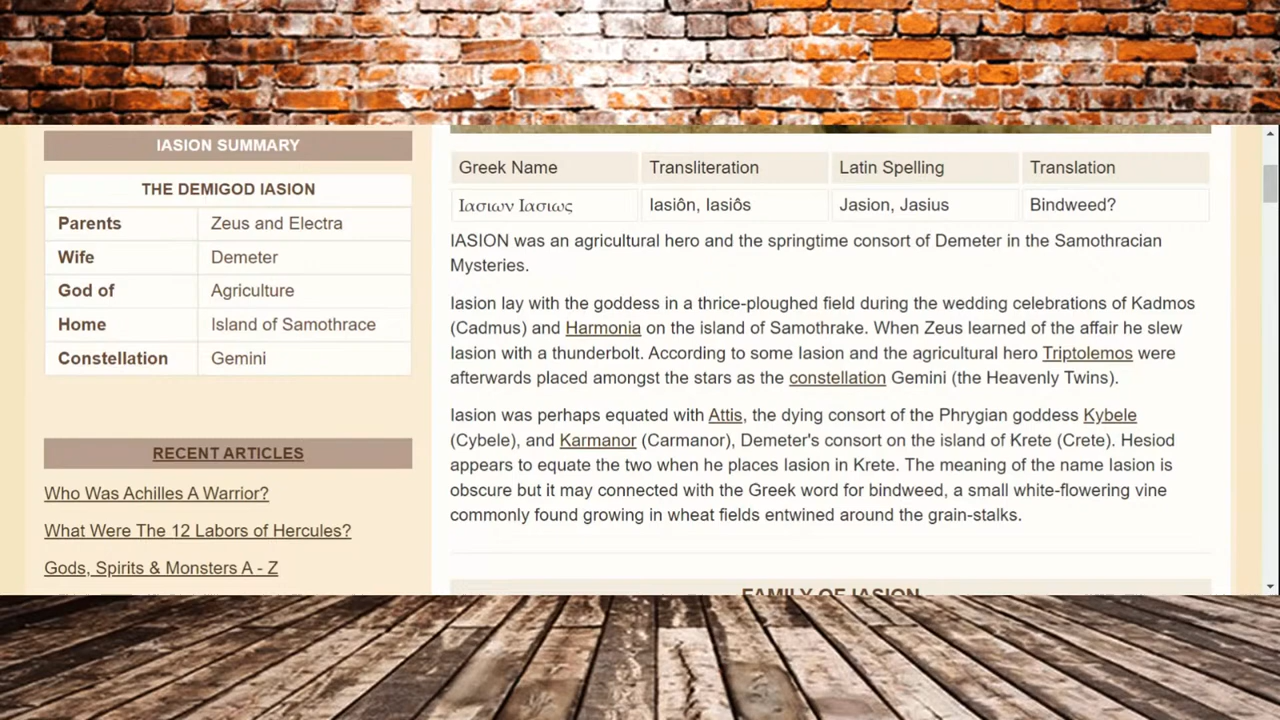 IASION SUMMARY
THE DEMIGOD IASION
Parents Zeus and Electra
Wife Demeter
God of Agriculture
Home Island of Samothrace
Constellation Gemini
RECENT ARTICLES
Who Was Achilles A Warrior?
What Were The 12 Labors of Hercules?
Gods, Spirits & Monsters A - Z
Greek Name Transliteration Latin Spelling Translation
Ιασιων Ιασιως Iasiôn, Iasiôs Jasion, Jasius Bindweed?
IASION was an agricultural hero and the springtime consort of Demeter in the Samothracian
Mysteries.
Iasion lay with the goddess in a thrice-ploughed field during the wedding celebrations of Kadmos
(Cadmus) and Harmonia on the island of Samothrake. When Zeus learned of the affair he slew
Iasion with a thunderbolt. According to some Iasion and the agricultural hero Triptolemos were
afterwards placed amongst the stars as the constellation Gemini (the Heavenly Twins).
Iasion was perhaps equated with Attis, the dying consort of the Phrygian goddess Kybele
(Cybele), and Karmanor (Carmanor), Demeter's consort on the island of Krete (Crete). Hesiod
appears to equate the two when he places Iasion in Krete. The meaning of the name Iasion is
obscure but it may connected with the Greek word for bindweed, a small white-flowering vine
commonly found growing in wheat fields entwined around the grain-stalks.
FAMILY OF IASION